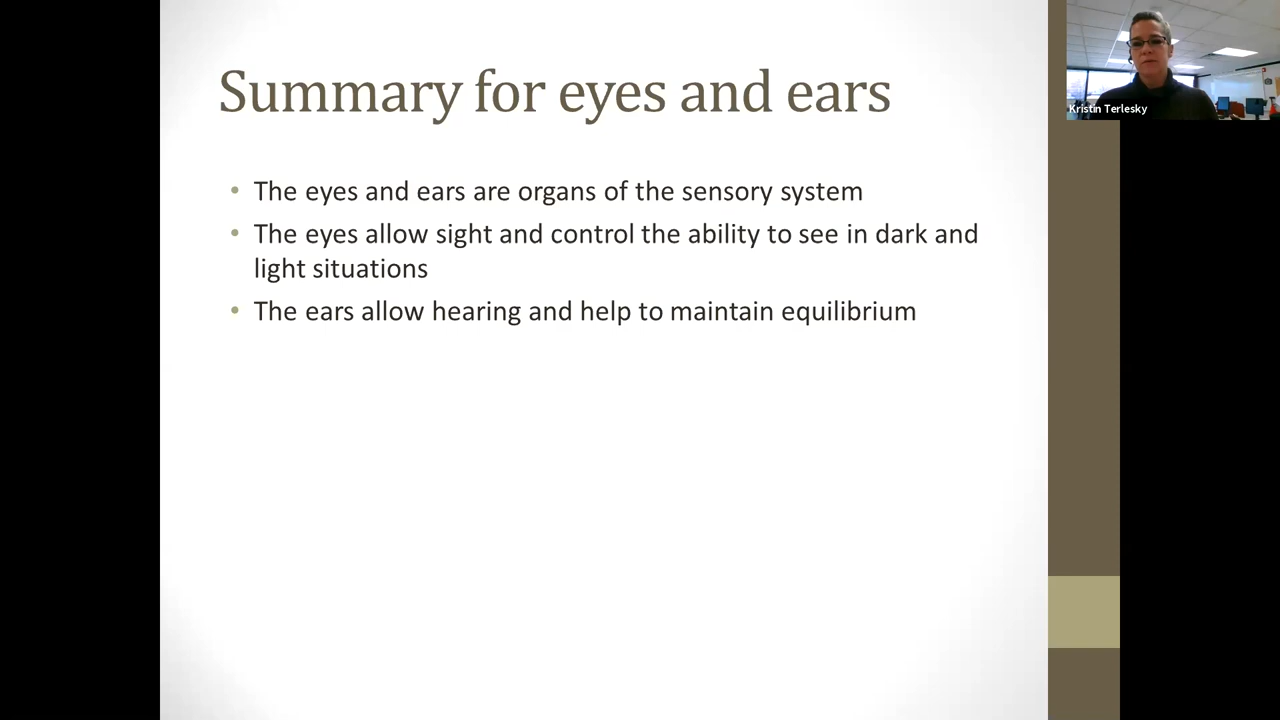 Summary for eyes and ears
• The eyes and ears are organs of the sensory system
• The eyes allow sight and control the ability to see in dark and
light situations
• The ears allow hearing and help to maintain equilibrium
Kristin Terlesky